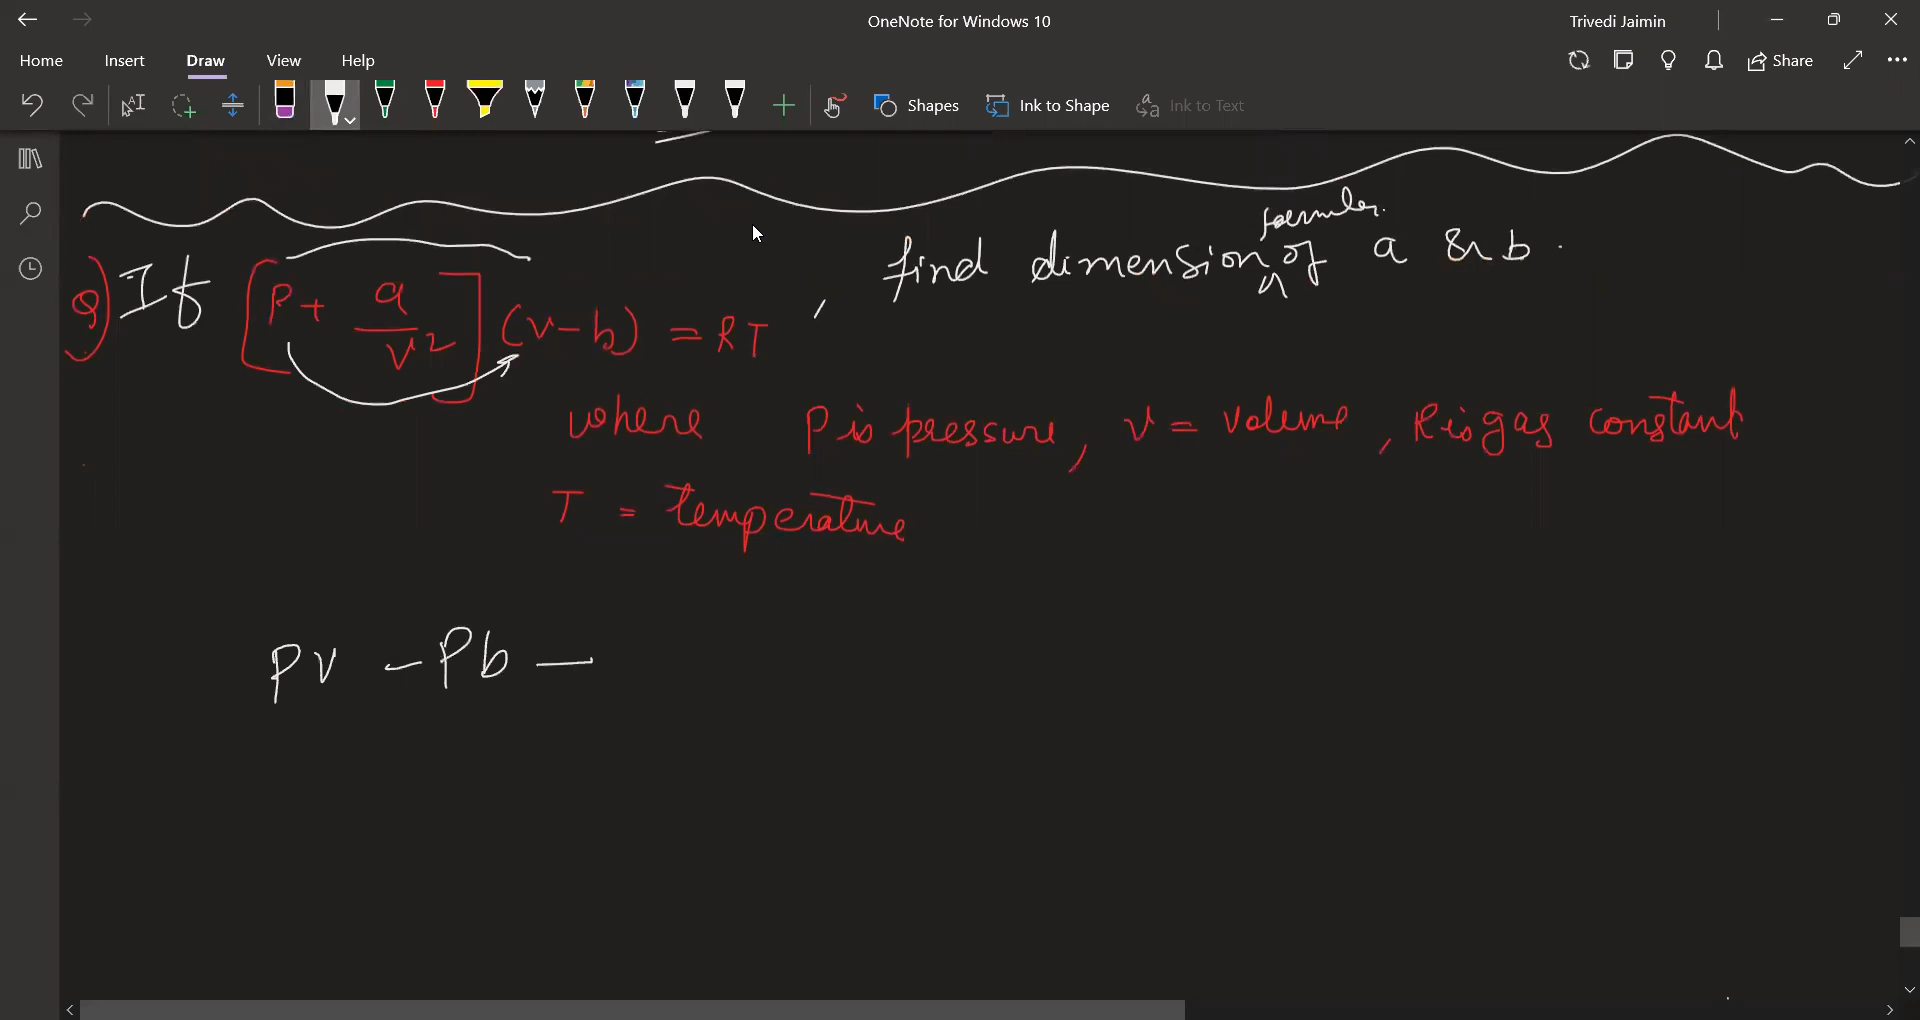 OneNote for Windows 10
Trivedi Jaimin
Home Insert Draw View Help
Share
Shapes Ink to Shape Ink to Text
Q) If [P + a/v²] (v-b) = RT , find dimension formula of a & b.
where P is pressure, v = volume, R is gas constant
T = temperature
Pv - Pb -